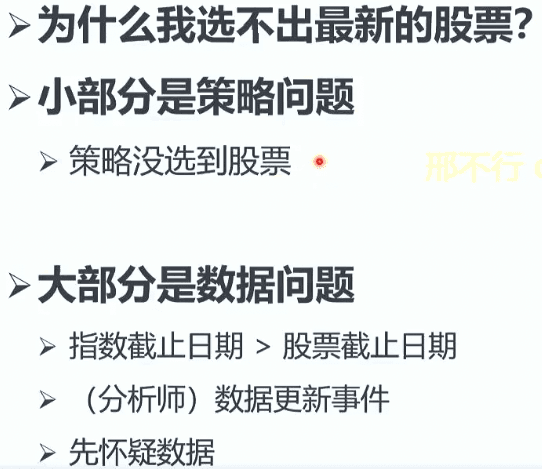 ➢为什么我选不出最新的股票?
➢小部分是策略问题
➢ 策略没选到股票
邢不行
➢大部分是数据问题
➢ 指数截止日期 > 股票截止日期
➢ （分析师）数据更新事件
➢ 先怀疑数据